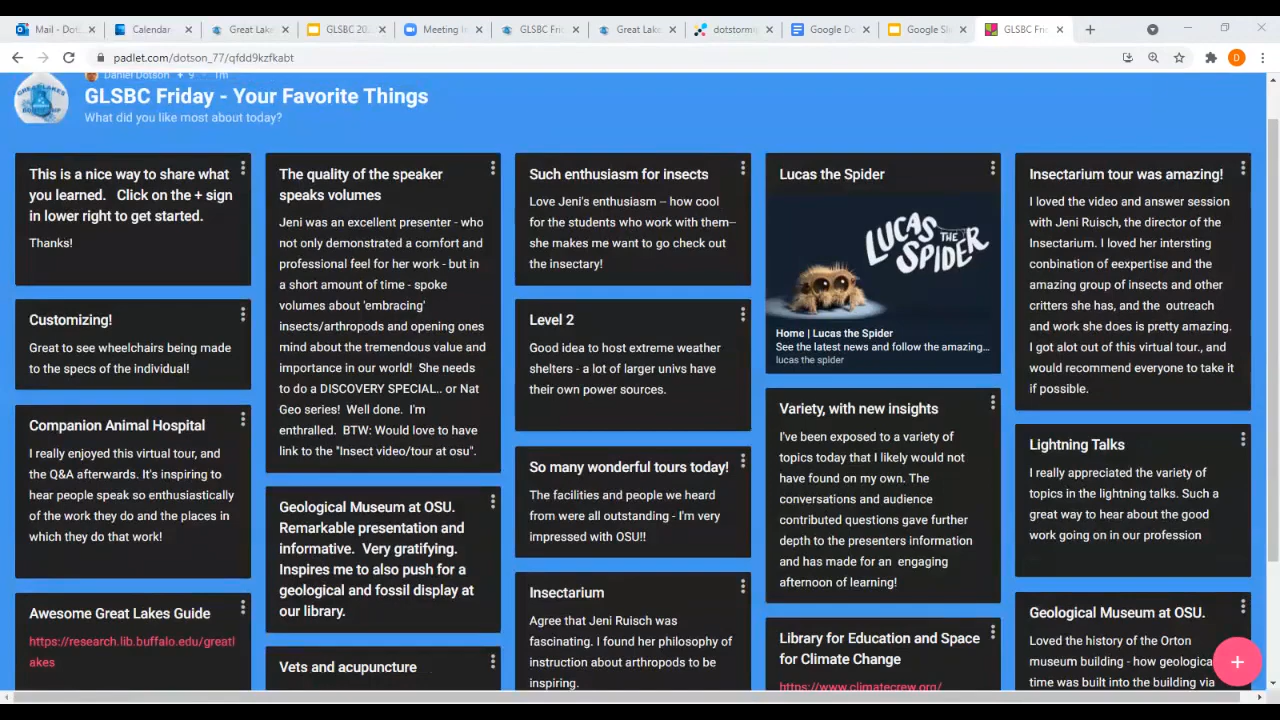 Mail - Dot
Calendar
Great Lak
GLSBC 20
Meeting I
GLSBC Fri
Great Lak
dotstorm
Google Do
Google Sl
GLSBC Fri
padlet.com/dotson_77/qfdd9kzfkabt
D
Daniel Dotson + 9 · 1m
GLSBC Friday - Your Favorite Things
What did you like most about today?
This is a nice way to share what
you learned. Click on the + sign
in lower right to get started.
Thanks!
Customizing!
Great to see wheelchairs being made
to the specs of the individual!
Companion Animal Hospital
I really enjoyed this virtual tour, and
the Q&A afterwards. It's inspiring to
hear people speak so enthusiastically
of the work they do and the places in
which they do that work!
Awesome Great Lakes Guide
https://research.lib.buffalo.edu/greatl
akes
The quality of the speaker
speaks volumes
Jeni was an excellent presenter - who
not only demonstrated a comfort and
professional feel for her work - but in
a short amount of time - spoke
volumes about 'embracing'
insects/arthropods and opening ones
mind about the tremendous value and
importance in our world! She needs
to do a DISCOVERY SPECIAL.. or Nat
Geo series! Well done. I'm
enthralled. BTW: Would love to have
link to the "Insect video/tour at osu".
Geological Museum at OSU.
Remarkable presentation and
informative. Very gratifying.
Inspires me to also push for a
geological and fossil display at
our library.
Vets and acupuncture
Such enthusiasm for insects
Love Jeni's enthusiasm -- how cool
for the students who work with them--
she makes me want to go check out
the insectary!
Level 2
Good idea to host extreme weather
shelters - a lot of larger univs have
their own power sources.
So many wonderful tours today!
The facilities and people we heard
from were all outstanding - I'm very
impressed with OSU!!
Insectarium
Agree that Jeni Ruisch was
fascinating. I found her philosophy of
instruction about arthropods to be
inspiring.
Lucas the Spider
LUCAS
THE
SPIDER
Home | Lucas the Spider
See the latest news and follow the amazing...
lucas the spider
Variety, with new insights
I've been exposed to a variety of
topics today that I likely would not
have found on my own. The
conversations and audience
contributed questions gave further
depth to the presenters information
and has made for an engaging
afternoon of learning!
Library for Education and Space
for Climate Change
https://www.climatecrew.org/
Insectarium tour was amazing!
I loved the video and answer session
with Jeni Ruisch, the director of the
Insectarium. I loved her intersting
conbination of eexpertise and the
amazing group of insects and other
critters she has, and the outreach
and work she does is pretty amazing.
I got alot out of this virtual tour., and
would recommend everyone to take it
if possible.
Lightning Talks
I really appreciated the variety of
topics in the lightning talks. Such a
great way to hear about the good
work going on in our profession
Geological Museum at OSU.
Loved the history of the Orton
museum building - how geologica
time was built into the building via